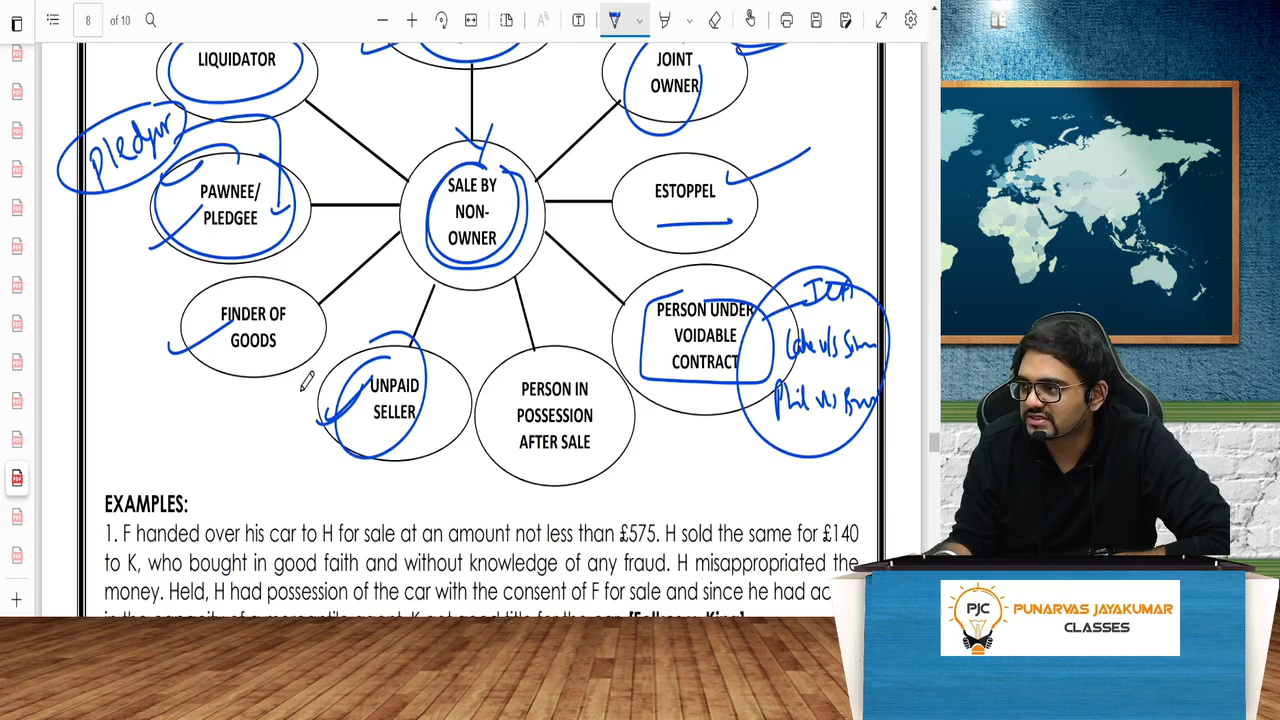 8 of 10
LIQUIDATOR
JOINT
OWNER
pledgor
PAWNEE/
PLEDGEE
SALE BY
NON-
OWNER
ESTOPPEL
FINDER OF
GOODS
PERSON UNDER
VOIDABLE
CONTRACT
ICA
UNPAID
SELLER
PERSON IN
POSSESSION
AFTER SALE
EXAMPLES:
1. F handed over his car to H for sale at an amount not less than £575. H sold the same for £140
to K, who bought in good faith and without knowledge of any fraud. H misappropriated the
money. Held, H had possession of the car with the consent of F for sale and since he had ac
PJC
PUNARVAS JAYAKUMAR
CLASSES